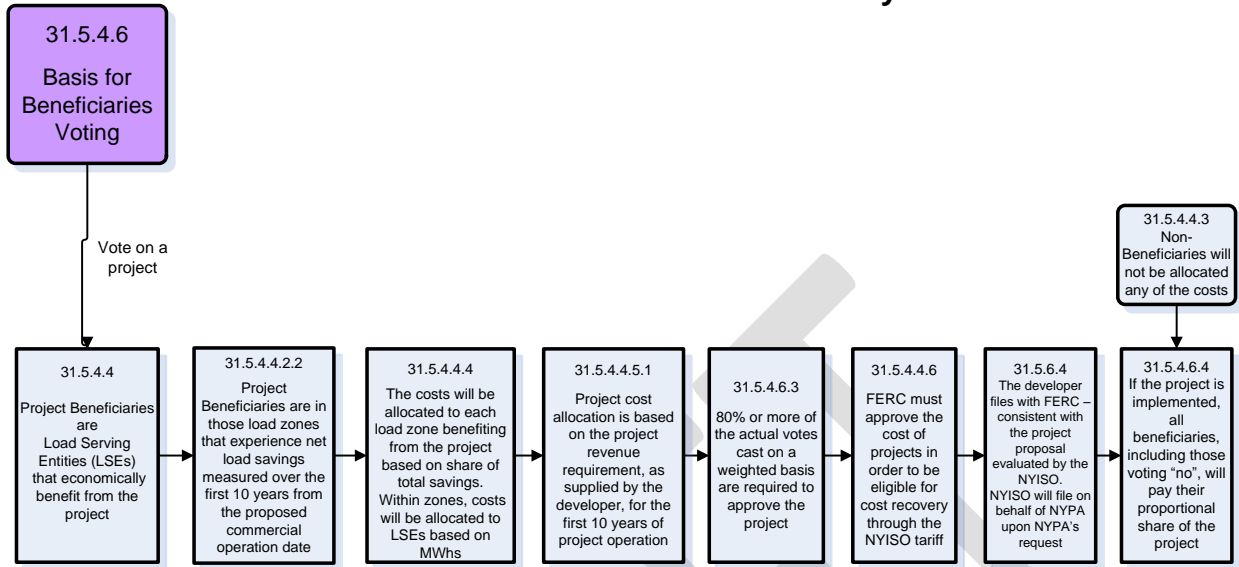 31.5.4.6
Basis for
Beneficiaries
Voting
Vote on a
project
31.5.4.4.3
Non-
Beneficiaries will
not be allocated
any of the costs
31.5.4.4
Project Beneficiaries
are
Load Serving
Entities (LSEs)
that economically
benefit from the
project
31.5.4.4.2.2
Project
Beneficiaries are in
those load zones
that experience net
load savings
measured over the
first 10 years from
the proposed
commercial
operation date
31.5.4.4.4
The costs will be
allocated to each
load zone benefiting
from the project
based on share of
total savings.
Within zones, costs
will be allocated to
LSEs based on
MWhs
31.5.4.4.5.1
Project cost
allocation is based
on the project
revenue
requirement, as
supplied by the
developer, for the
first 10 years of
project operation
31.5.4.6.3
80% or more of
the actual votes
cast on a
weighted basis
are required to
approve the
project
31.5.4.4.6
FERC must
approve the
cost of
projects in
order to be
eligible for
cost recovery
through the
NYISO tariff
31.5.6.4
The developer
files with FERC –
consistent with
the project
proposal
evaluated by the
NYISO.
NYISO will file on
behalf of NYPA
upon NYPA’s
request
31.5.4.6.4
If the project is
implemented,
all
beneficiaries,
including those
voting “no”, will
pay their
proportional
share of the
project